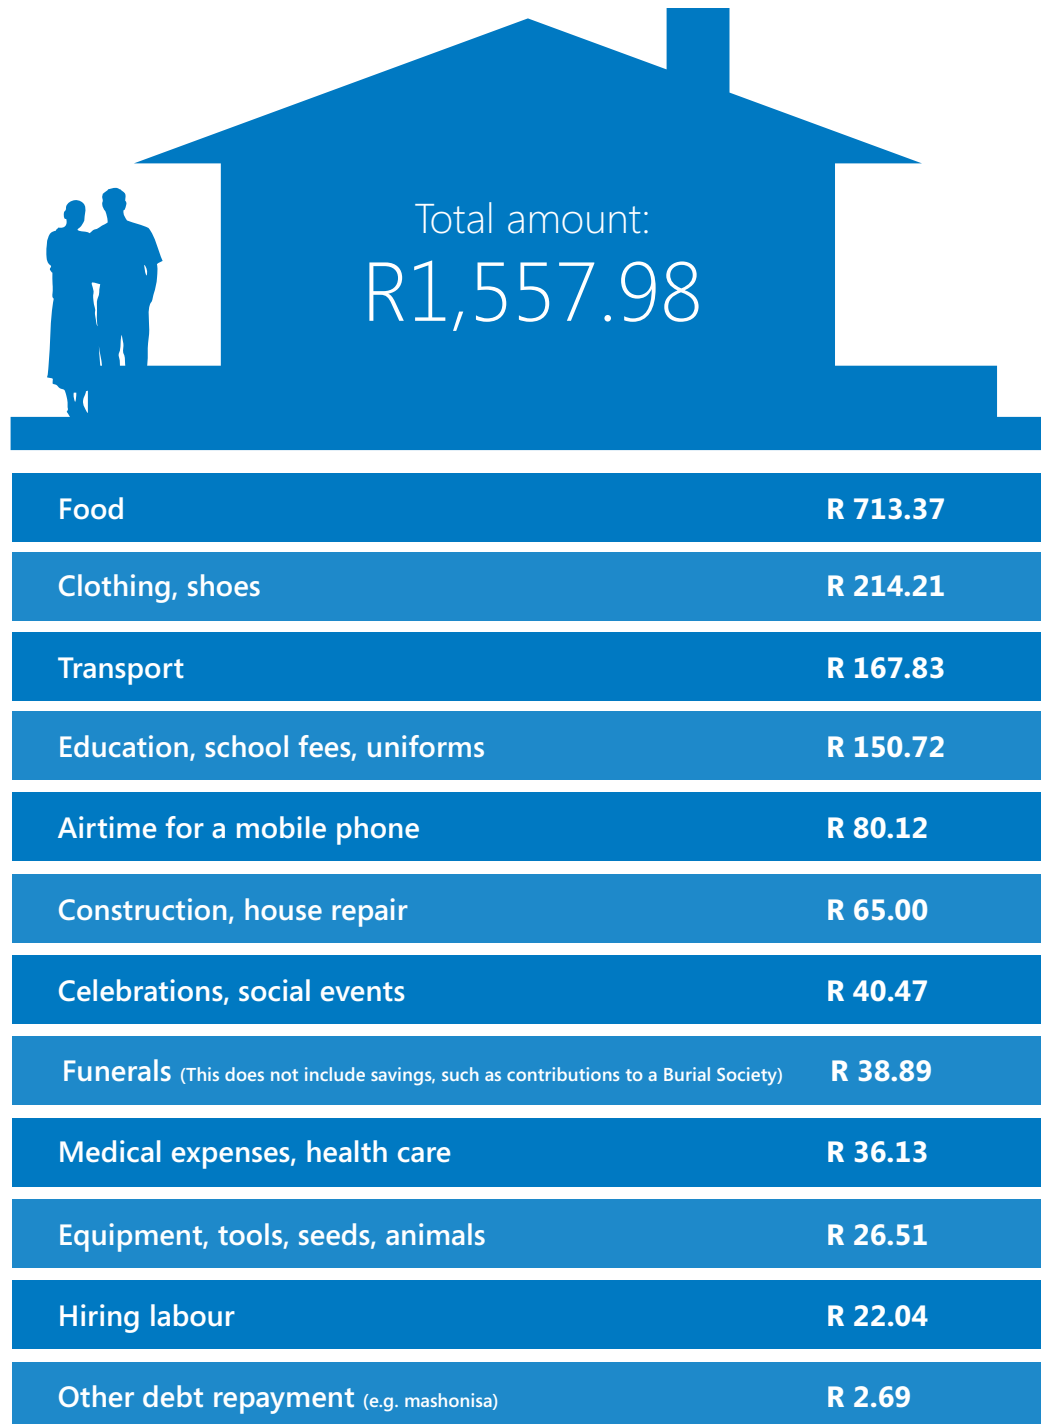 Total amount:
R1,557.98
Food R 713.37
Clothing, shoes R 214.21
Transport R 167.83
Education, school fees, uniforms R 150.72
Airtime for a mobile phone R 80.12
Construction, house repair R 65.00
Celebrations, social events R 40.47
Funerals (This does not include savings, such as contributions to a Burial Society) R 38.89
Medical expenses, health care R 36.13
Equipment, tools, seeds, animals R 26.51
Hiring labour R 22.04
Other debt repayment (e.g. mashonisa) R 2.69